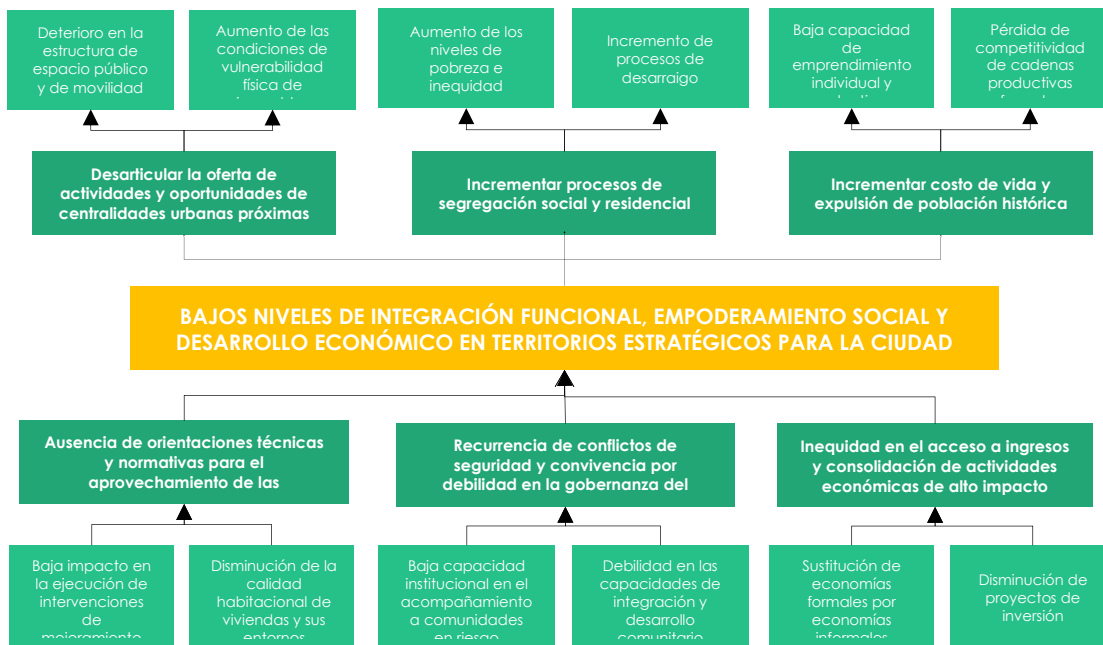 Deterioro en la
estructura de
espacio público
y de movilidad
Aumento de las
condiciones de
vulnerabilidad
física de
Aumento de los
niveles de
pobreza e
inequidad
Incremento de
procesos de
desarraigo
Baja capacidad
de
emprendimiento
individual y
Pérdida de
competitividad
de cadenas
productivas
Desarticular la oferta de
actividades y oportunidades de
centralidades urbanas próximas
Incrementar procesos de
segregación social y residencial
Incrementar costo de vida y
expulsión de población histórica
BAJOS NIVELES DE INTEGRACIÓN FUNCIONAL, EMPODERAMIENTO SOCIAL Y
DESARROLLO ECONÓMICO EN TERRITORIOS ESTRATÉGICOS PARA LA CIUDAD
Ausencia de orientaciones técnicas
y normativas para el
aprovechamiento de las
Recurrencia de conflictos de
seguridad y convivencia por
debilidad en la gobernanza del
Inequidad en el acceso a ingresos
y consolidación de actividades
económicas de alto impacto
Baja impacto en
la ejecución de
intervenciones
de
mejoramiento
Disminución de la
calidad
habitacional de
viviendas y sus
entornos
Baja capacidad
institucional en el
acompañamiento
a comunidades
en riesgo
Debilidad en las
capacidades de
integración y
desarrollo
comunitario
Sustitución de
economías
formales por
economías
informales
Disminución de
proyectos de
inversión